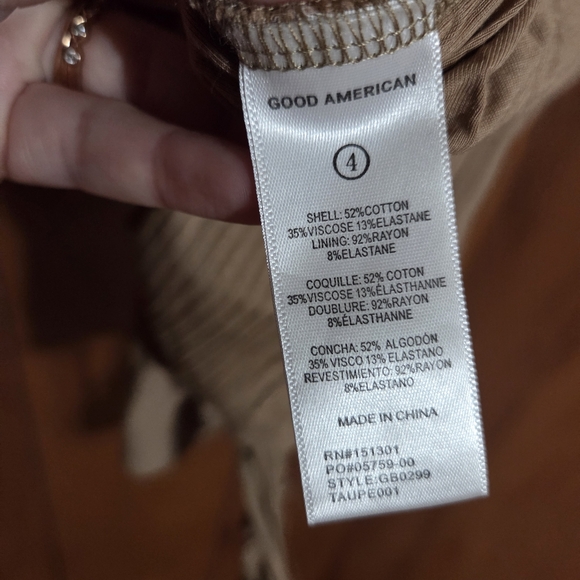 GOOD AMERICAN
4
SHELL: 52%COTTON
35%VISCOSE 13%ELASTANE
LINING: 92%RAYON
8%ELASTANE
COQUILLE: 52% COTON
35%VISCOSE 13%ÉLASTHANNE
DOUBLURE: 92%RAYON
8%ÉLASTHANNE
CONCHA: 52% ALGODÓN
35% VISCO 13% ELASTANO
REVESTIMIENTO: 92%RAYON
8%ELASTANO
MADE IN CHINA
RN#151301
PO#05759-00
STYLE:GB0299
TAUPE001